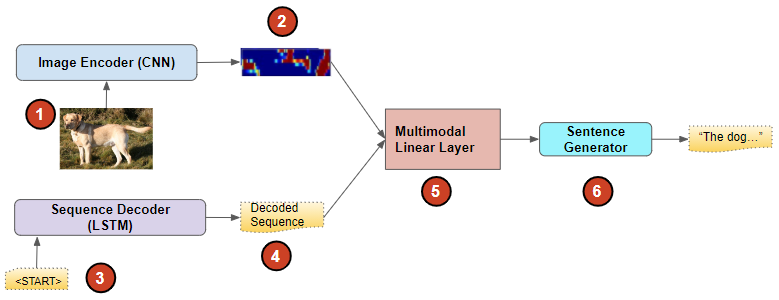 2
Image Encoder (CNN)
1
Multimodal
Linear Layer
Sentence
Generator
“The dog…”
5
6
Sequence Decoder
(LSTM)
Decoded
Sequence
4
<START>
3